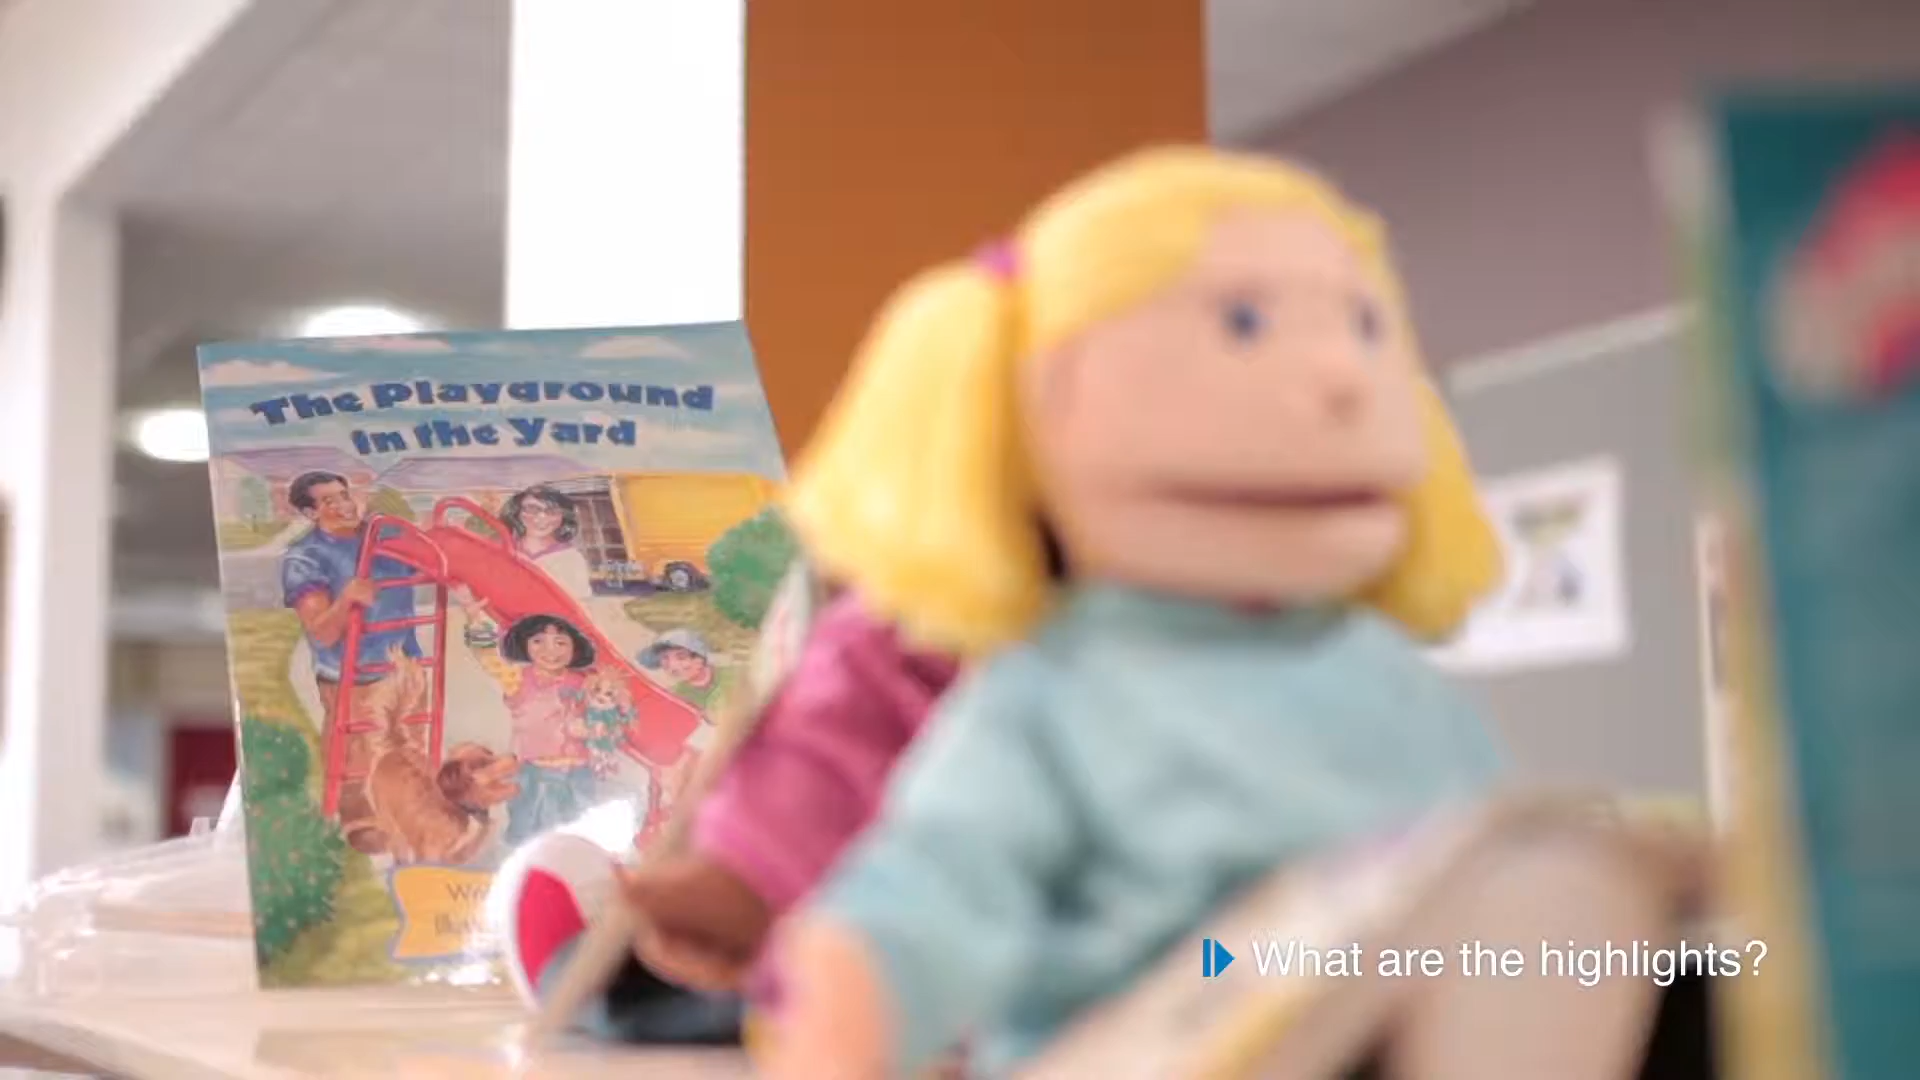 The Playground
in the Yard
What are the highlights?